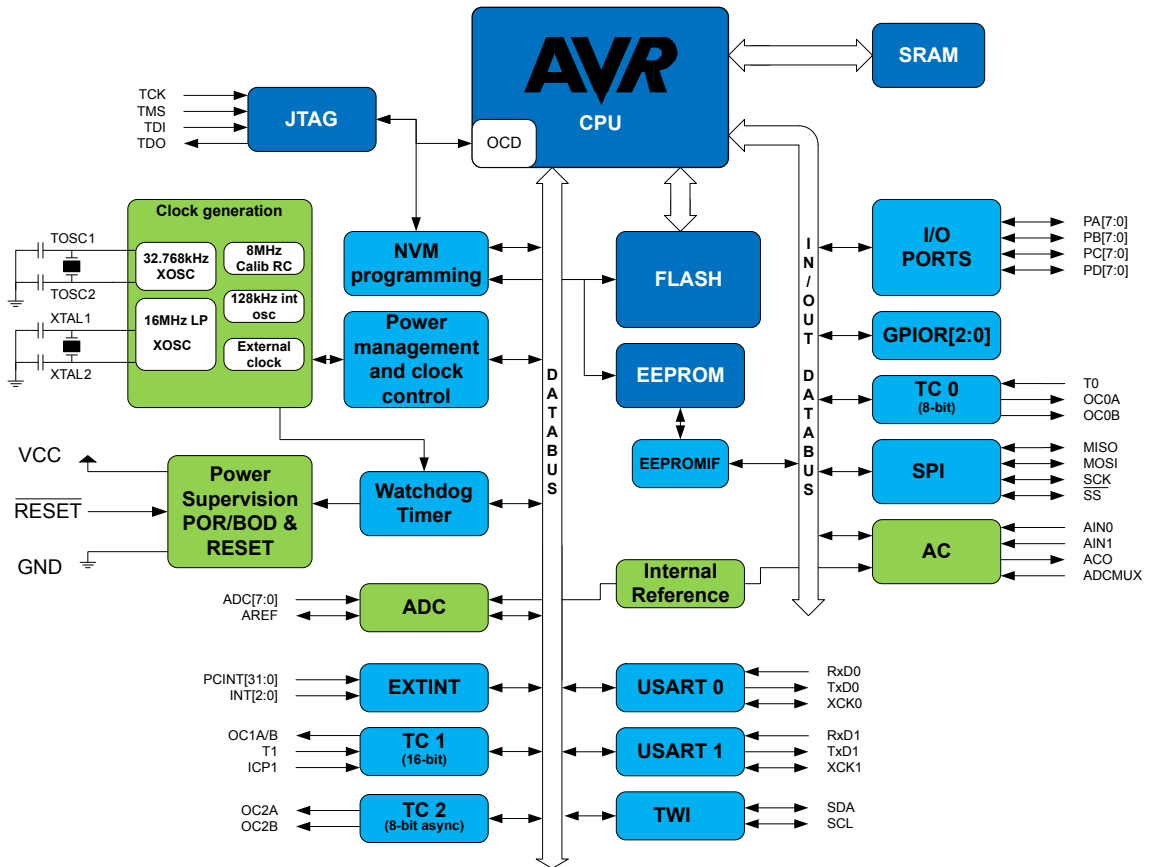 AVR
CPU
OCD
SRAM
TCK
TMS
TDI
TDO
JTAG
Clock generation
TOSC1
TOSC2
XTAL1
XTAL2
32.768kHz
XOSC
8MHz
Calib RC
128kHz int
osc
16MHz LP
XOSC
External
clock
NVM
programming
Power
management
and clock
control
FLASH
EEPROM
EEPROMIF
DATABUS
IN/OUT DATABUS
I/O
PORTS
PA[7:0]
PB[7:0]
PC[7:0]
PD[7:0]
GPIOR[2:0]
TC 0
(8-bit)
T0
OC0A
OC0B
SPI
MISO
MOSI
SCK
SS
AC
AIN0
AIN1
ACO
ADCMUX
VCC
RESET
GND
Power
Supervision
POR/BOD &
RESET
Watchdog
Timer
Internal
Reference
ADC[7:0]
AREF
ADC
PCINT[31:0]
INT[2:0]
EXTINT
USART 0
RxD0
TxD0
XCK0
OC1A/B
T1
ICP1
TC 1
(16-bit)
USART 1
RxD1
TxD1
XCK1
OC2A
OC2B
TC 2
(8-bit async)
TWI
SDA
SCL